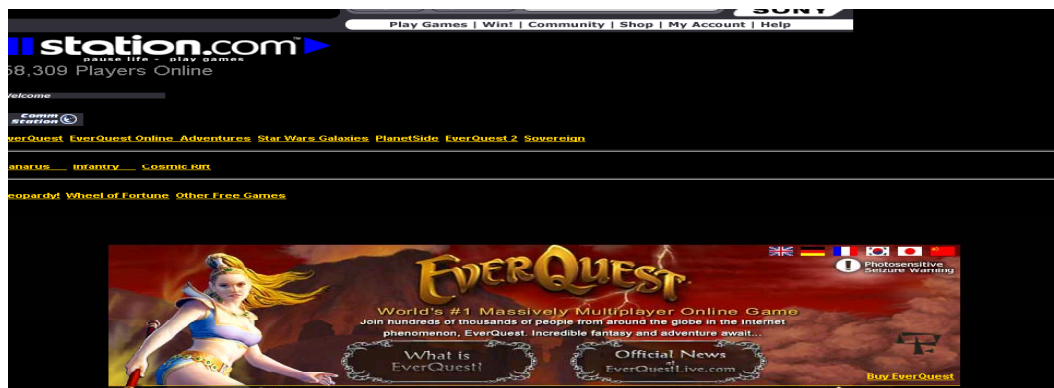 SONY
Play Games | Win! | Community | Shop | My Account | Help
station.com™
pause life - play games
58,309 Players Online
Welcome
Comm
Station
verQuest EverQuest Online Adventures Star Wars Galaxies PlanetSide EverQuest 2 Sovereign
anarus Infantry Cosmic Rift
eopardy! Wheel of Fortune Other Free Games
EverQuest
Photosensitive
Seizure Warning
World's #1 Massively Multiplayer Online Game
Join hundreds of thousands of people from around the globe in the Internet
phenomenon, EverQuest. Incredible fantasy and adventure await...
What is
EverQuest?
Official News
at
EverQuestLive.com
Buy EverQuest